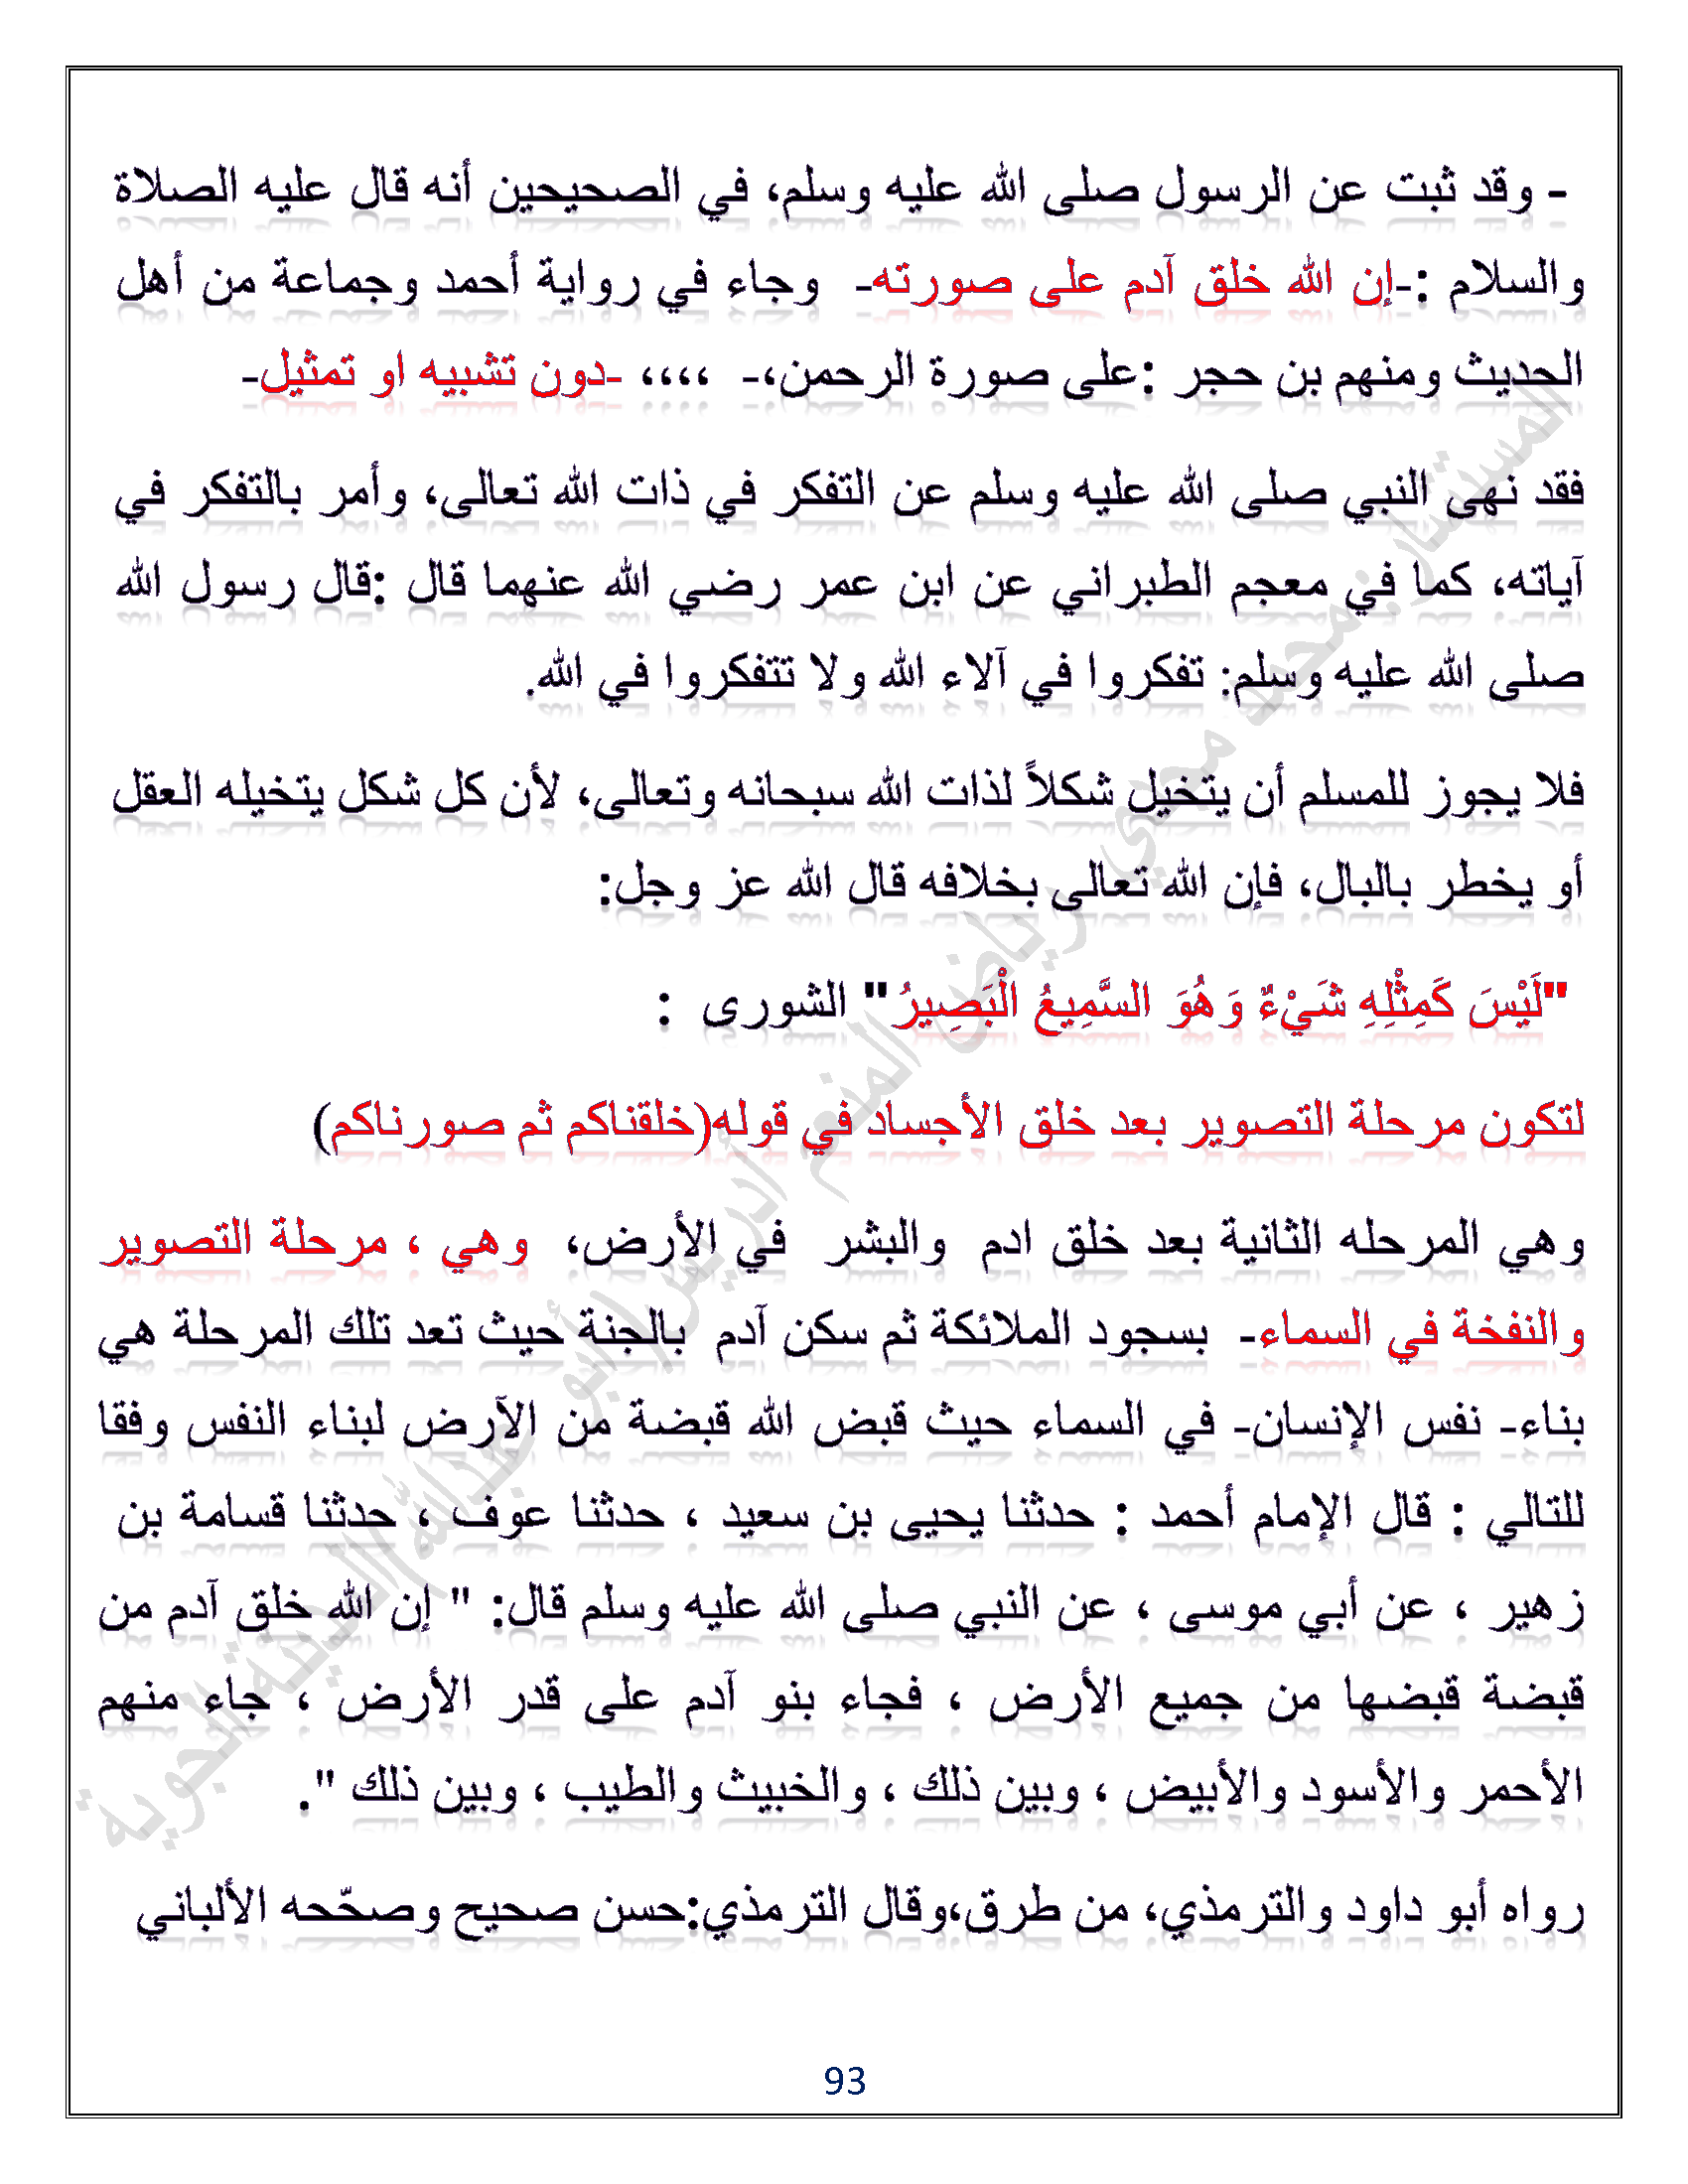 - وقد ثبت عن الرسول صلى الله عليه وسلم، في الصحيحين أنه قال عليه الصلاة
والسلام :-إن الله خلق آدم على صورته- وجاء في رواية أحمد وجماعة من أهل
الحديث ومنهم بن حجر :على صورة الرحمن،- ،،،، -دون تشبيه او تمثيل-
فقد نهى النبي صلى الله عليه وسلم عن التفكر في ذات الله تعالى، وأمر بالتفكر في
آياته، كما في معجم الطبراني عن ابن عمر رضي الله عنهما قال :قال رسول الله
صلى الله عليه وسلم: تفكروا في آلاء الله ولا تتفكروا في الله.
فلا يجوز للمسلم أن يتخيل شكلاً لذات الله سبحانه وتعالى، لأن كل شكل يتخيله العقل
أو يخطر بالبال، فإن الله تعالى بخلافه قال الله عز وجل:
"لَيْسَ كَمِثْلِهِ شَيْءٌ وَهُوَ السَّمِيعُ الْبَصِيرُ" الشورى :
لتكون مرحلة التصوير بعد خلق الأجساد في قوله(خلقناكم ثم صورناكم)
وهي المرحله الثانية بعد خلق ادم والبشر في الأرض، وهي ، مرحلة التصوير
والنفخة في السماء- بسجود الملائكة ثم سكن آدم بالجنة حيث تعد تلك المرحلة هي
بناء- نفس الإنسان- في السماء حيث قبض الله قبضة من الآرض لبناء النفس وفقا
للتالي : قال الإمام أحمد : حدثنا يحيى بن سعيد ، حدثنا عوف ، حدثنا قسامة بن
زهير ، عن أبي موسى ، عن النبي صلى الله عليه وسلم قال: " إن الله خلق آدم من
قبضة قبضها من جميع الأرض ، فجاء بنو آدم على قدر الأرض ، جاء منهم
الأحمر والأسود والأبيض ، وبين ذلك ، والخبيث والطيب ، وبين ذلك ".
رواه أبو داود والترمذي، من طرق،وقال الترمذي:حسن صحيح وصحّحه الألباني
93
المستشار: محمد مجدي رياض المنعم ادريس(أبو عبدالله)المدينة الجوية